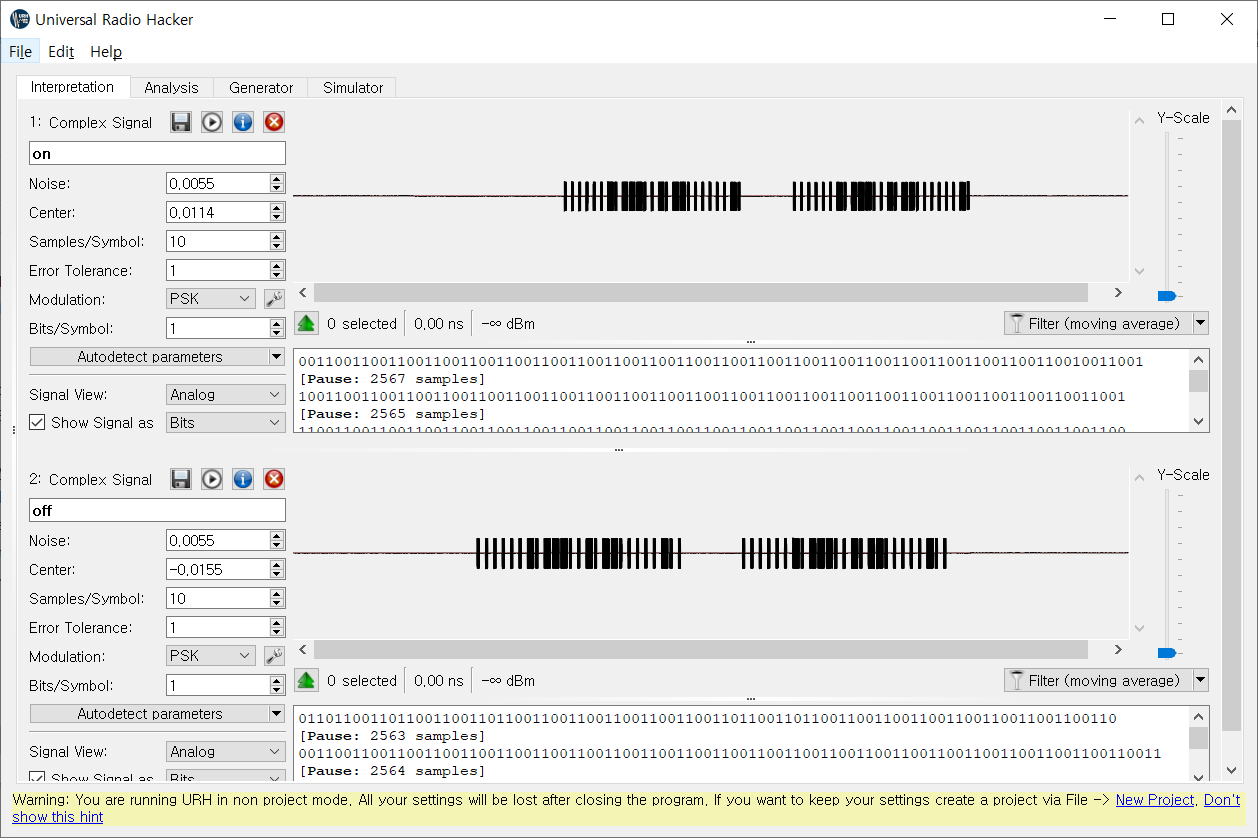 Universal Radio Hacker
File Edit Help
Interpretation Analysis Generator Simulator
1: Complex Signal
Y-Scale
on
Noise: 0,0055
Center: 0,0114
Samples/Symbol: 10
Error Tolerance: 1
Modulation: PSK
Bits/Symbol: 1
0 selected 0,00 ns -∞ dBm Filter (moving average)
Autodetect parameters
[Pause: 2567 samples]
Signal View: Analog
Show Signal as Bits
[Pause: 2565 samples]
2: Complex Signal
Y-Scale
off
Noise: 0,0055
Center: -0,0155
Samples/Symbol: 10
Error Tolerance: 1
Modulation: PSK
Bits/Symbol: 1
0 selected 0,00 ns -∞ dBm Filter (moving average)
Autodetect parameters
[Pause: 2563 samples]
Signal View: Analog
Show Signal as Bits
[Pause: 2564 samples]
Warning: You are running URH in non project mode, All your settings will be lost after closing the program, If you want to keep your settings create a project via File -> New Project, Don't
show this hint